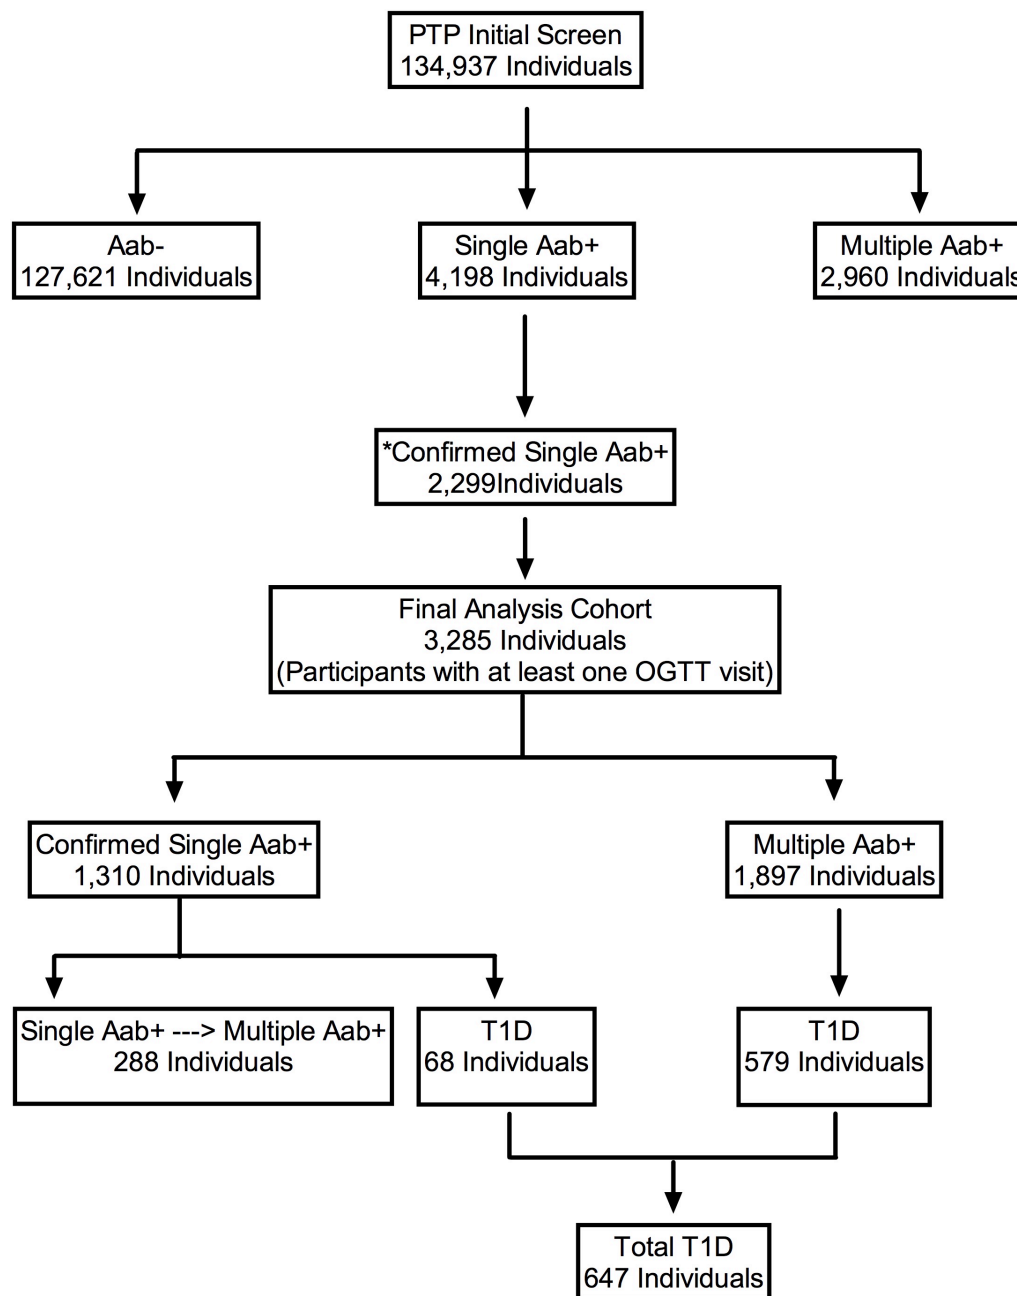 PTP Initial Screen
134,937 Individuals
Aab-
127,621 Individuals
Single Aab+
4,198 Individuals
Multiple Aab+
2,960 Individuals
*Confirmed Single Aab+
2,299Individuals
Final Analysis Cohort
3,285 Individuals
(Participants with at least one OGTT visit)
Confirmed Single Aab+
1,310 Individuals
Multiple Aab+
1,897 Individuals
Single Aab+ ---> Multiple Aab+
288 Individuals
T1D
68 Individuals
T1D
579 Individuals
Total T1D
647 Individuals